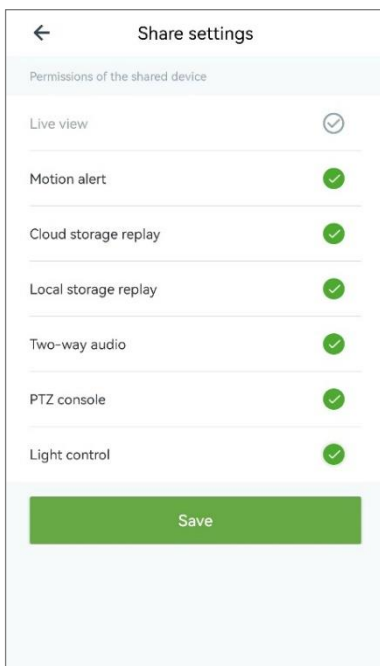 Share settings
Permissions of the shared device
Live view
Motion alert
Cloud storage replay
Local storage replay
Two-way audio
PTZ console
Light control
Save